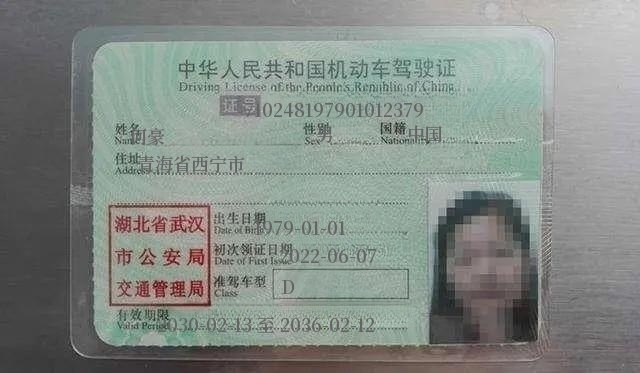 中华人民共和国机动车驾驶证
Driving License of the People's Republic of China
证号 10248197901012379
姓名 豪 性别 男 国籍 中国
Name Sex Nationality
住址 青海省西宁市
Address
湖北省武汉
市公安局
交通管理局
出生日期 1979-01-01
Date of Birth
初次领证日期 2022-06-07
Date of First Issue
准驾车型 D
Class
有效期限 2030-02-13 至 2036-02-12
Valid Period